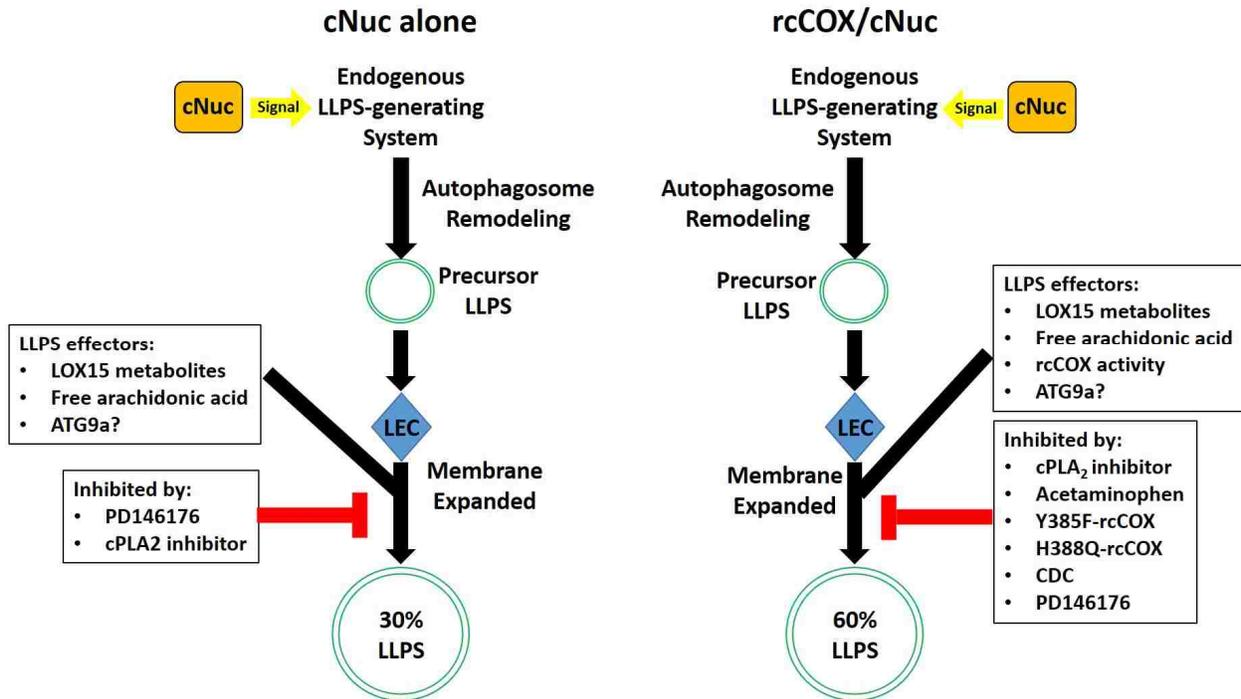 cNuc alone
cNuc
Signal
Endogenous
LLPS-generating
System
Autophagosome
Remodeling
Precursor
LLPS
LLPS effectors:
• LOX15 metabolites
• Free arachidonic acid
• ATG9a?
LEC
Membrane
Expanded
Inhibited by:
• PD146176
• cPLA2 inhibitor
30%
LLPS
rcCOX/cNuc
Endogenous
LLPS-generating
System
Signal
cNuc
Autophagosome
Remodeling
Precursor
LLPS
LLPS effectors:
• LOX15 metabolites
• Free arachidonic acid
• rcCOX activity
• ATG9a?
LEC
Membrane
Expanded
Inhibited by:
• cPLA₂ inhibitor
• Acetaminophen
• Y385F-rcCOX
• H388Q-rcCOX
• CDC
• PD146176
60%
LLPS